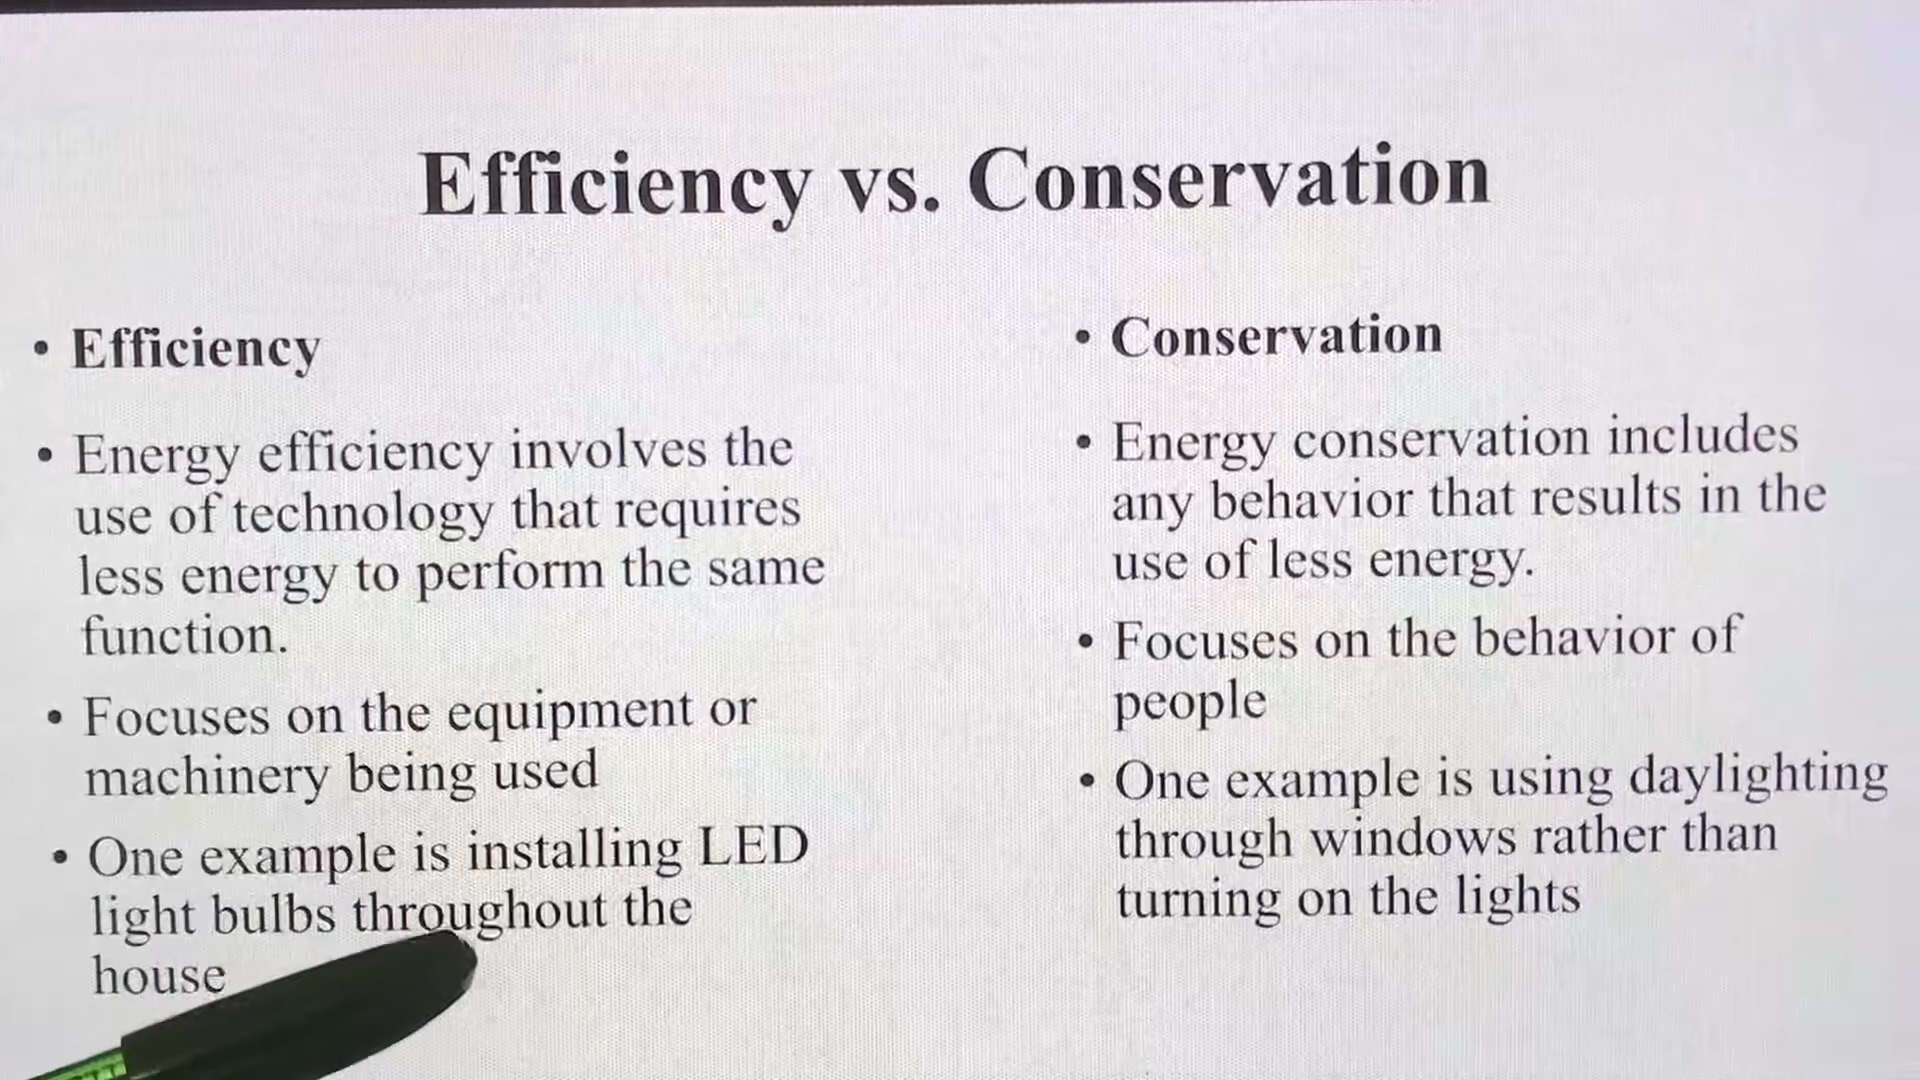 Efficiency vs. Conservation
• Efficiency
• Energy efficiency involves the
use of technology that requires
less energy to perform the same
function.
• Focuses on the equipment or
machinery being used
• One example is installing LED
light bulbs throughout the
house
• Conservation
• Energy conservation includes
any behavior that results in the
use of less energy.
• Focuses on the behavior of
people
• One example is using daylighting
through windows rather than
turning on the lights